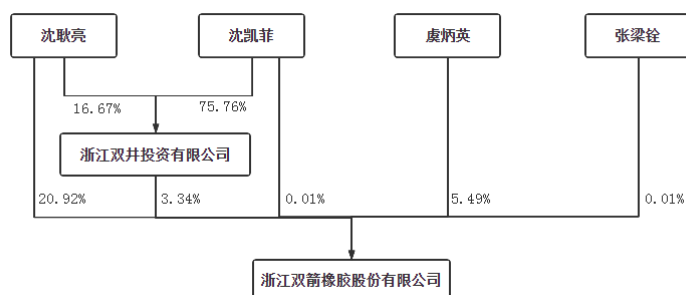 沈耿亮
沈凯菲
虞炳英
张梁铨
16.67%
75.76%
浙江双井投资有限公司
20.92%
3.34%
0.01%
5.49%
0.01%
浙江双箭橡胶股份有限公司